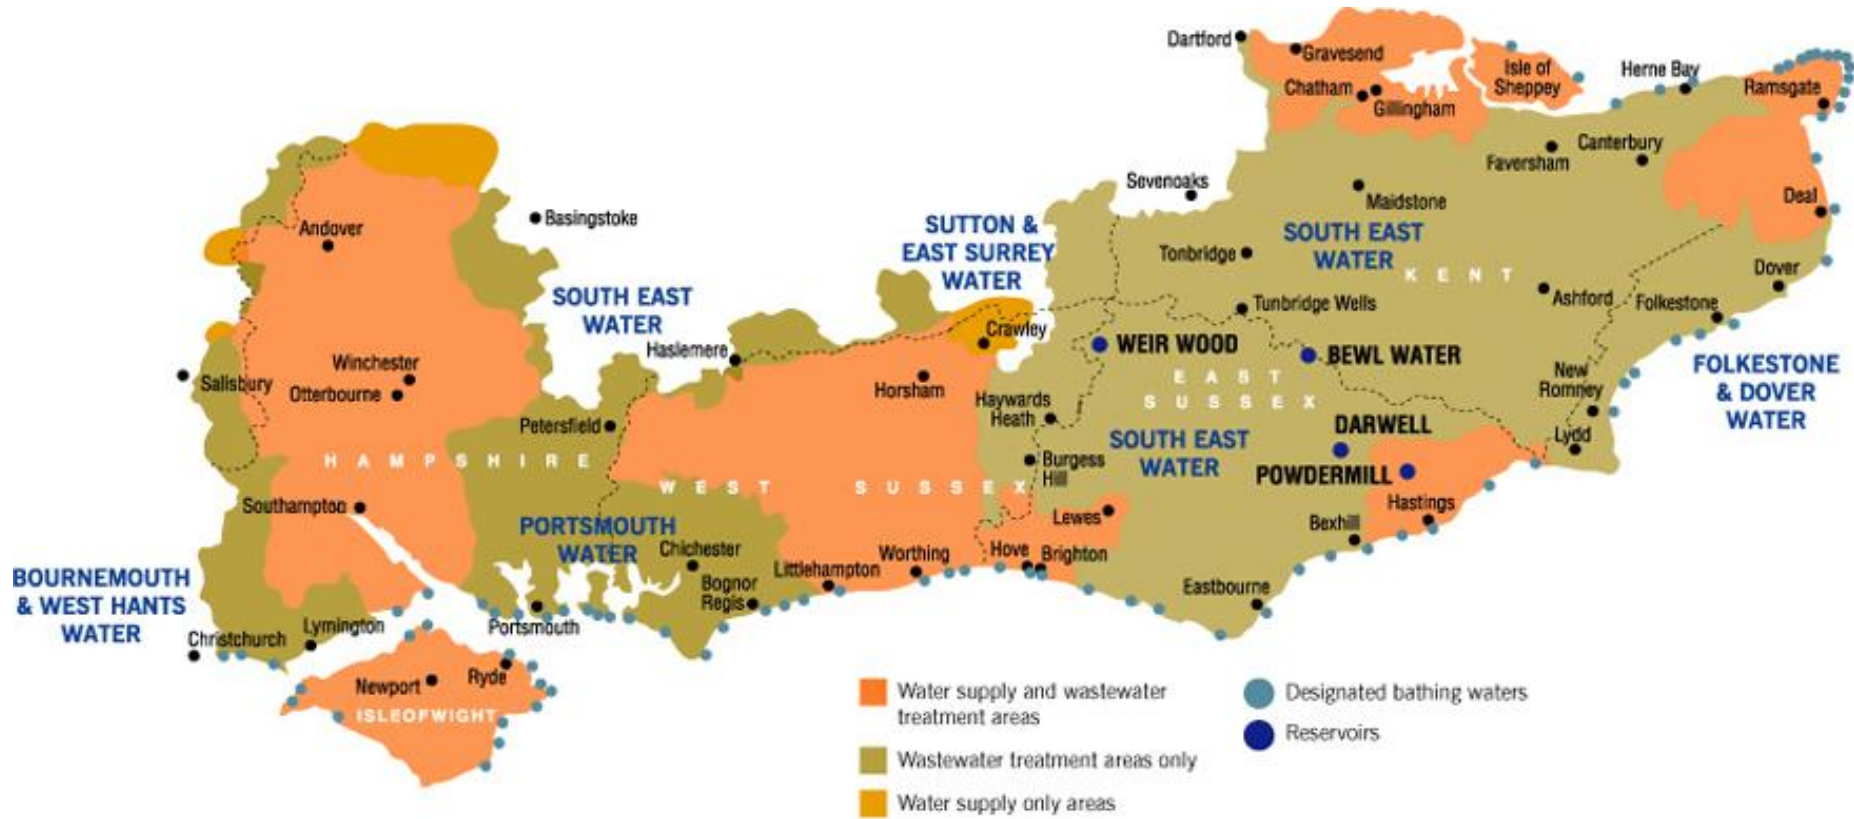 Dartford
Gravesend
Isle of
Sheppey
Herne Bay
Ramsgate
Chatham
Gillingham
Canterbury
Faversham
Sevenoaks
Maidstone
Deal
Basingstoke
Andover
SUTTON &
EAST SURREY
WATER
SOUTH EAST
WATER
Tonbridge
KENT
Dover
Ashford
Folkestone
Tunbridge Wells
SOUTH EAST
WATER
Crawley
Haslemere
WEIR WOOD
BEWL WATER
FOLKESTONE
& DOVER
WATER
Winchester
Otterbourne
Salisbury
Horsham
EAST
SUSSEX
New
Romney
Haywards
Heath
Petersfield
DARWELL
Lydd
SOUTH EAST
WATER
HAMPSHIRE
Burgess
Hill
POWDERMILL
WEST SUSSEX
Hastings
Southampton
Lewes
Bexhill
PORTSMOUTH
WATER
Chichester
Worthing
Hove
Brighton
Littlehampton
Bognor
Regis
Eastbourne
BOURNEMOUTH
& WEST HANTS
WATER
Christchurch
Lymington
Portsmouth
Newport
Ryde
ISLEOFWIGHT
Water supply and wastewater
treatment areas
Wastewater treatment areas only
Water supply only areas
Designated bathing waters
Reservoirs